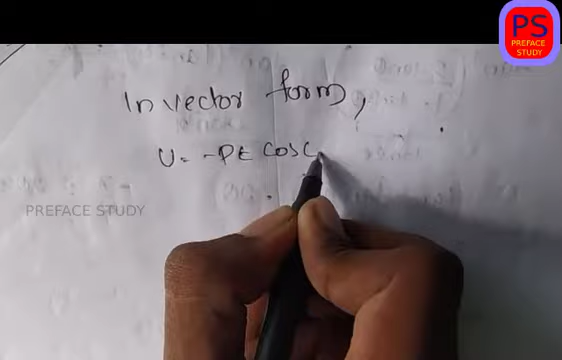 PS
PREFACE
STUDY
In vector form,
U = -PE Cos
PREFACE STUDY